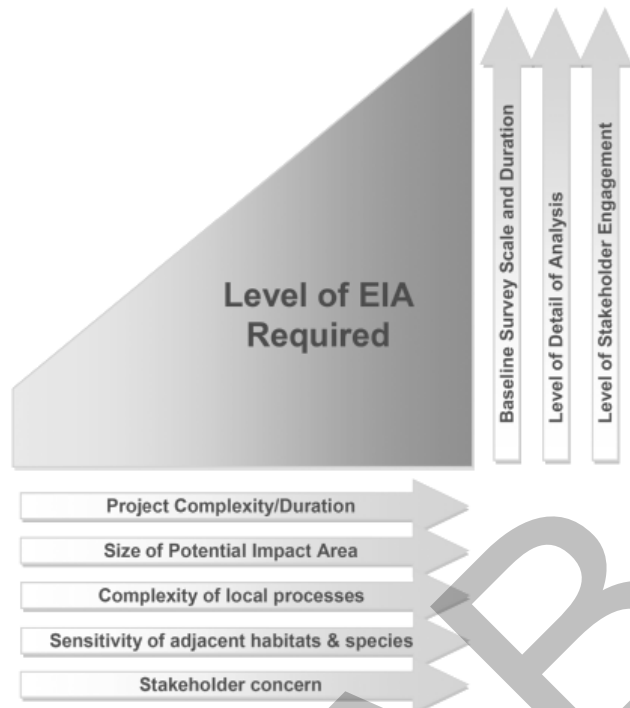 Level of EIA
Required
Baseline Survey Scale and Duration
Level of Detail of Analysis
Level of Stakeholder Engagement
Project Complexity/Duration
Size of Potential Impact Area
Complexity of local processes
Sensitivity of adjacent habitats & species
Stakeholder concern